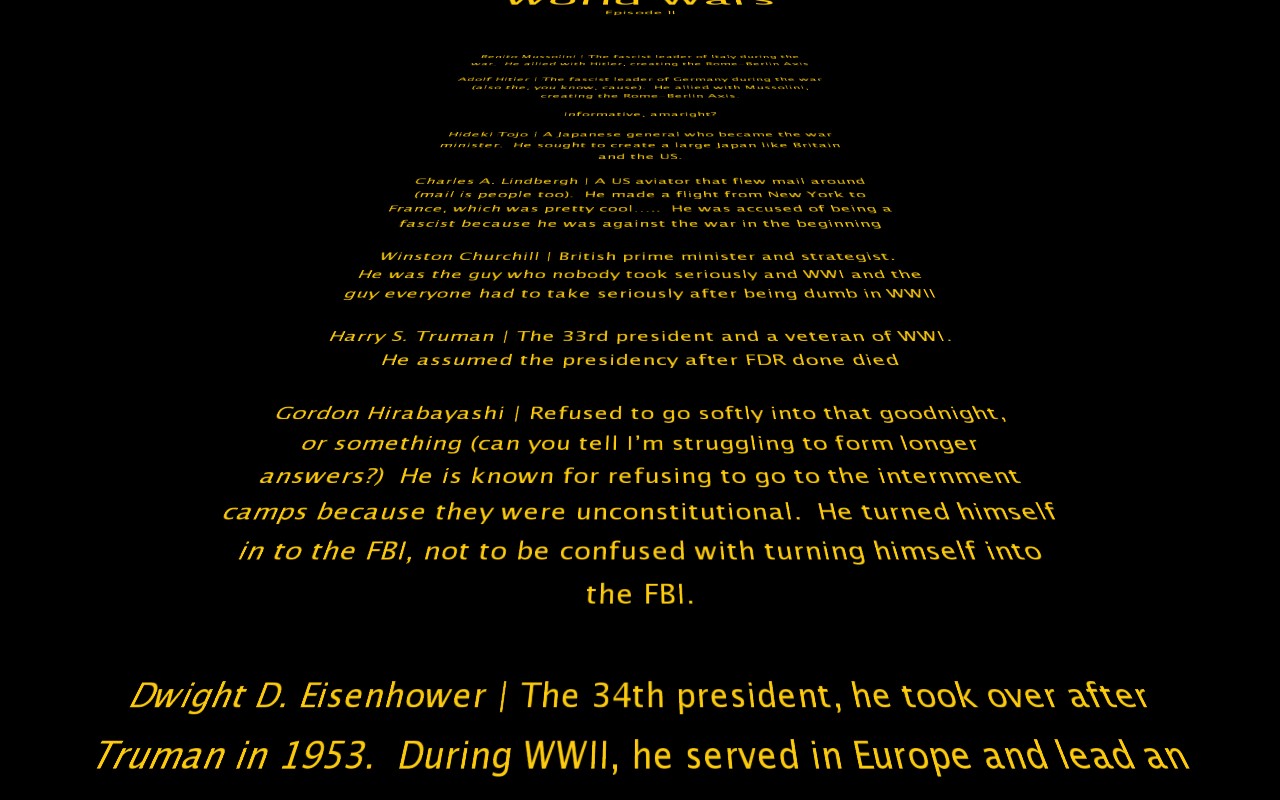 World Wars
Episode II
Benito Mussolini | The fascist leader of Italy during the
war. He allied with Hitler, creating the Rome-Berlin Axis
Adolf Hitler | The fascist leader of Germany during the war
(also the, you know, cause). He allied with Mussolini,
creating the Rome-Berlin Axis.
Informative, amaright?
Hideki Tojo | A Japanese general who became the war
minister. He sought to create a large Japan like Britain
and the US.
Charles A. Lindbergh | A US aviator that flew mail around
(mail is people too). He made a flight from New York to
France, which was pretty cool..... He was accused of being a
fascist because he was against the war in the beginning
Winston Churchill | British prime minister and strategist.
He was the guy who nobody took seriously and WWI and the
guy everyone had to take seriously after being dumb in WWII
Harry S. Truman | The 33rd president and a veteran of WWI.
He assumed the presidency after FDR done died
Gordon Hirabayashi | Refused to go softly into that goodnight,
or something (can you tell I'm struggling to form longer
answers?) He is known for refusing to go to the internment
camps because they were unconstitutional. He turned himself
in to the FBI, not to be confused with turning himself into
the FBI.
Dwight D. Eisenhower | The 34th president, he took over after
Truman in 1953. During WWII, he served in Europe and lead an